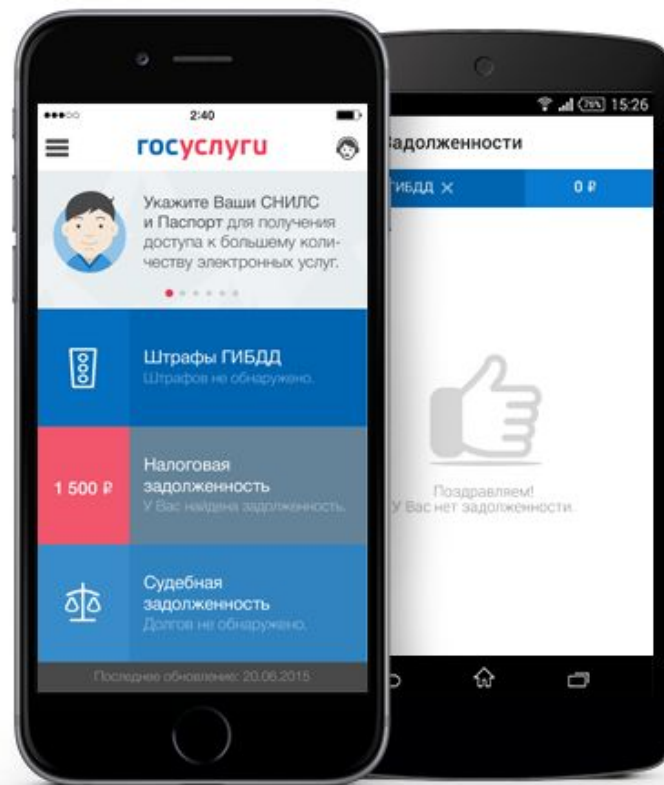 2:40
госуслуги
Укажите Ваши СНИЛС
и Паспорт для получения
доступа к большему коли-
честву электронных услуг.
Штрафы ГИБДД
Штрафов не обнаружено.
1 500 ₽
Налоговая
задолженность
У Вас найдена задолженность.
Судебная
задолженность
Долгов не обнаружено.
Последнее обновление: 20.06.2015
76% 15:26
Задолженности
ГИБДД × 0 ₽
Поздравляем!
У Вас нет задолженности.